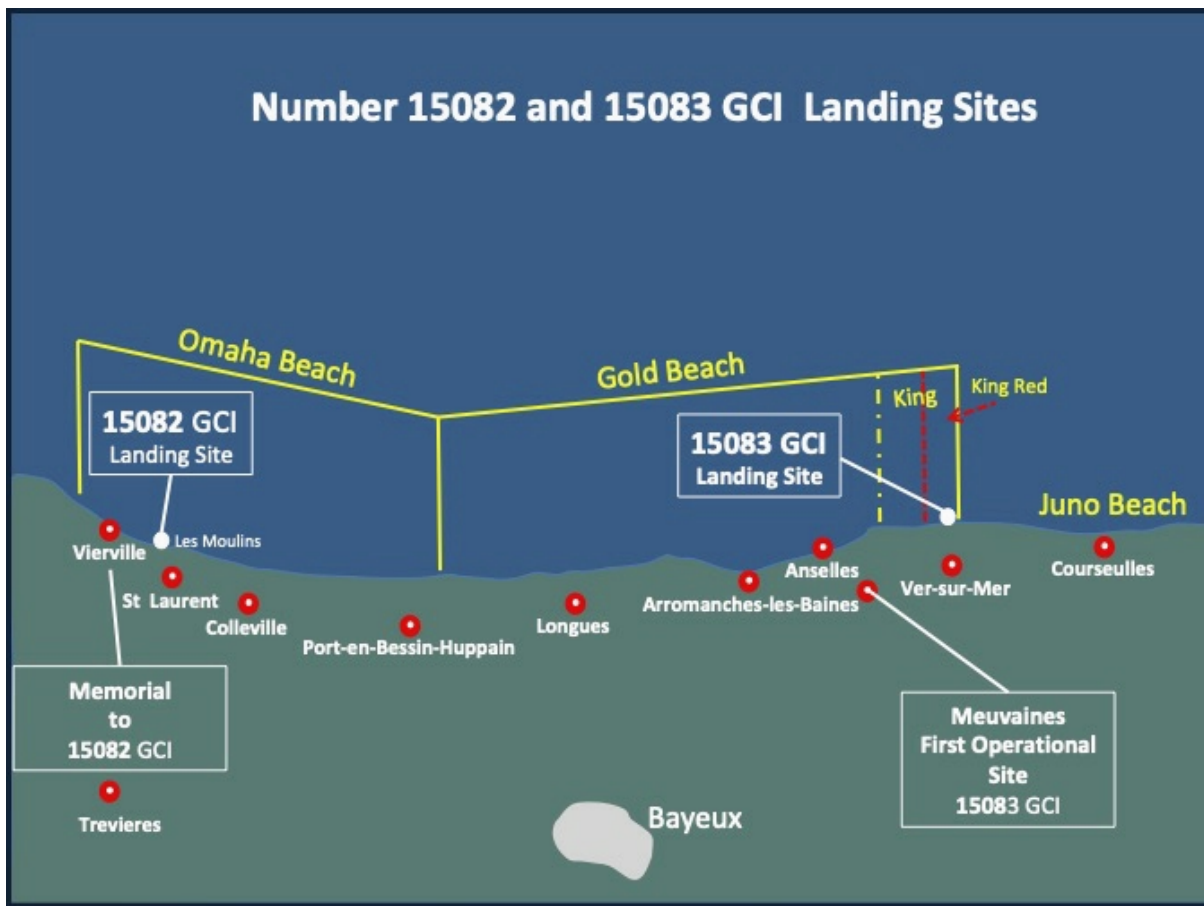 Number 15082 and 15083 GCI Landing Sites
Omaha Beach
Gold Beach
King
King Red
15082 GCI
Landing Site
15083 GCI
Landing Site
Juno Beach
Vierville
Les Moulins
St Laurent
Colleville
Port-en-Bessin-Huppain
Longues
Arromanches-les-Baines
Anselles
Ver-sur-Mer
Courseulles
Memorial
to
15082 GCI
Meuvaines
First Operational
Site
15083 GCI
Trevieres
Bayeux